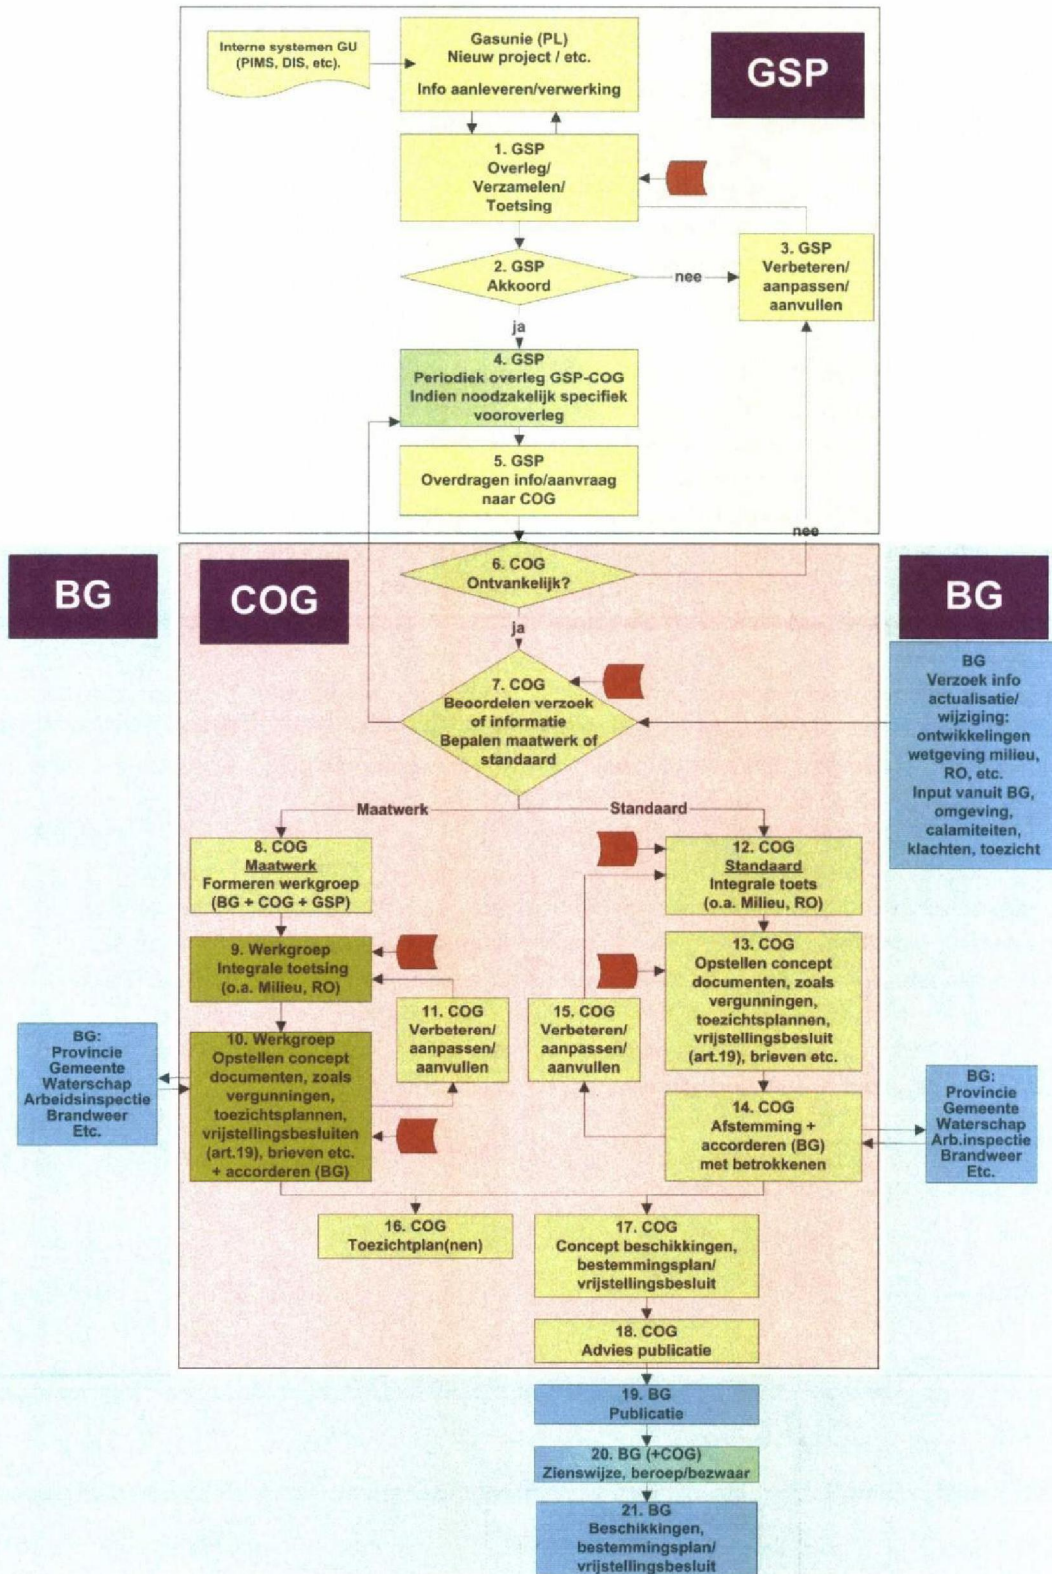 Interne systemen GU
(PIMS, DIS, etc).
Gasunie (PL)
Nieuw project / etc.
Info aanleveren/verwerking
GSP
1. GSP
Overleg/
Verzamelen/
Toetsing
2. GSP
Akkoord
nee
3. GSP
Verbeteren/
aanpassen/
aanvullen
ja
4. GSP
Periodiek overleg GSP-COG
Indien noodzakelijk specifiek
vooroverleg
5. GSP
Overdragen info/aanvraag
naar COG
nee
BG
COG
6. COG
Ontvankelijk?
BG
ja
7. COG
Beoordelen verzoek
of informatie
Bepalen maatwerk of
standaard
BG
Verzoek info
actualisatie/
wijziging:
ontwikkelingen
wetgeving milieu,
RO, etc.
Input vanuit BG,
omgeving,
calamiteiten,
klachten, toezicht
Maatwerk
Standaard
8. COG
Maatwerk
Formeren werkgroep
(BG + COG + GSP)
12. COG
Standaard
Integrale toets
(o.a. Milieu, RO)
9. Werkgroep
Integrale toetsing
(o.a. Milieu, RO)
13. COG
Opstellen concept
documenten, zoals
vergunningen,
toezichtsplannen,
vrijstellingsbesluit
(art.19), brieven etc.
11. COG
Verbeteren/
aanpassen/
aanvullen
15. COG
Verbeteren/
aanpassen/
aanvullen
BG:
Provincie
Gemeente
Waterschap
Arbeidsinspectie
Brandweer
Etc.
10. Werkgroep
Opstellen concept
documenten, zoals
vergunningen,
toezichtsplannen,
vrijstellingsbesluiten
(art.19), brieven etc.
+ accorderen (BG)
14. COG
Afstemming +
accorderen (BG)
met betrokkenen
BG:
Provincie
Gemeente
Waterschap
Arb.inspectie
Brandweer
Etc.
16. COG
Toezichtplan(nen)
17. COG
Concept beschikkingen,
bestemmingsplan/
vrijstellingsbesluit
18. COG
Advies publicatie
19. BG
Publicatie
20. BG (+COG)
Zienswijze, beroep/bezwaar
21. BG
Beschikkingen,
bestemmingsplan/
vrijstellingsbesluit